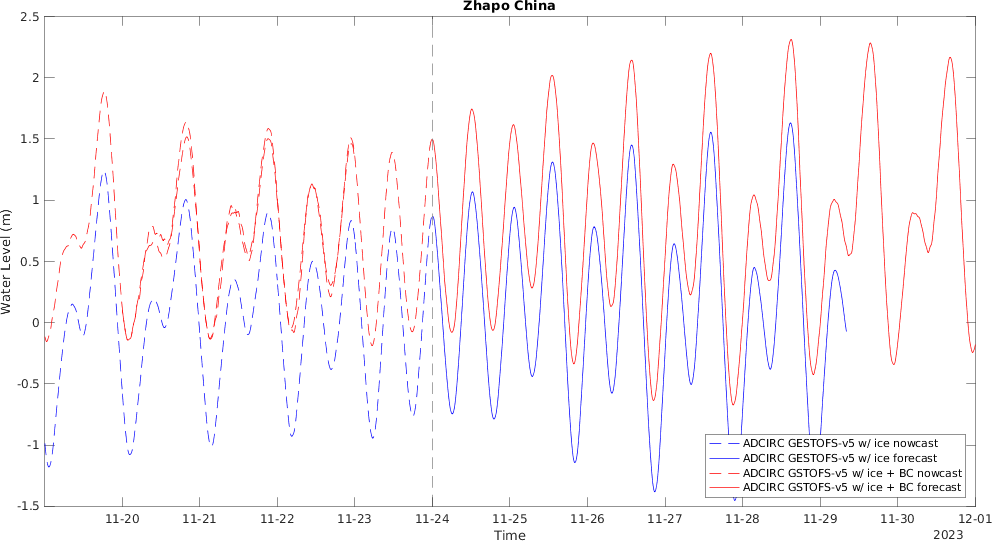 Zhapo China
2.5
2
1.5
1
0.5
0
-0.5
-1
-1.5
Water Level (m)
ADCIRC GESTOFS-v5 w/ ice nowcast
ADCIRC GESTOFS-v5 w/ ice forecast
ADCIRC GSTOFS-v5 w/ ice + BC nowcast
ADCIRC GSTOFS-v5 w/ ice + BC forecast
11-20 11-21 11-22 11-23 11-24 11-25 11-26 11-27 11-28 11-29 11-30 12-01
Time
2023